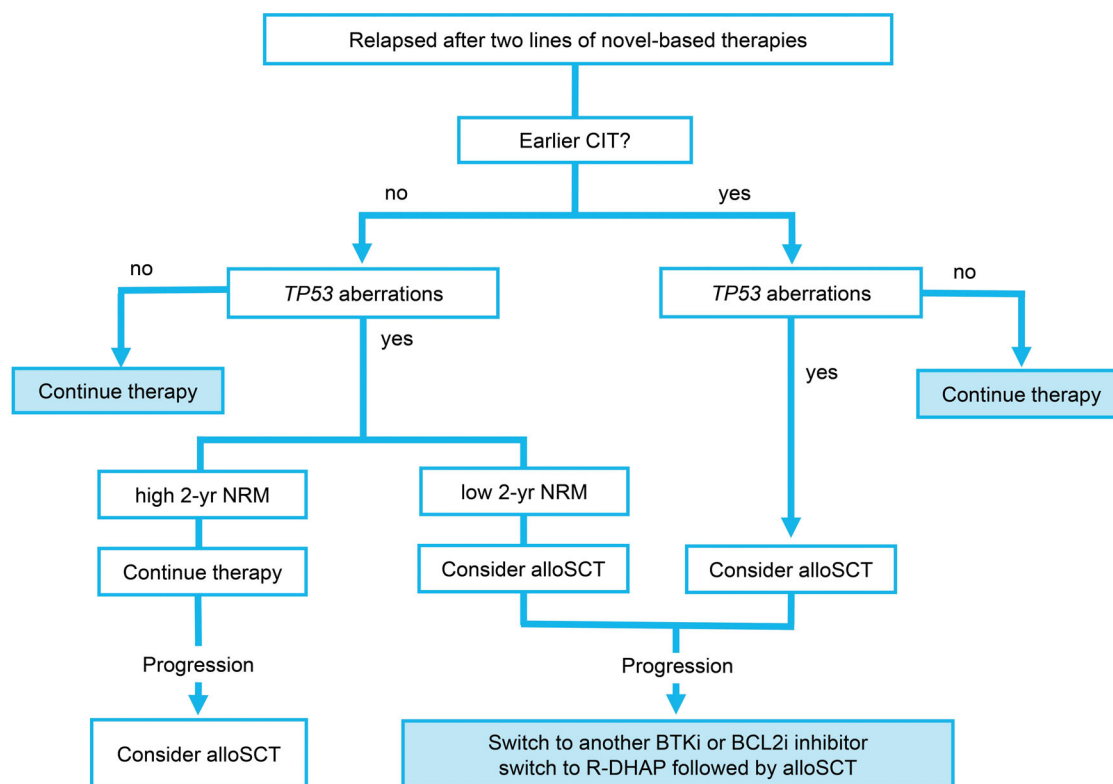 Relapsed after two lines of novel-based therapies
Earlier CIT?
no
yes
no
TP53 aberrations
TP53 aberrations
no
yes
yes
Continue therapy
Continue therapy
high 2-yr NRM
low 2-yr NRM
Continue therapy
Consider alloSCT
Consider alloSCT
Progression
Progression
Consider alloSCT
Switch to another BTKi or BCL2i inhibitor
switch to R-DHAP followed by alloSCT